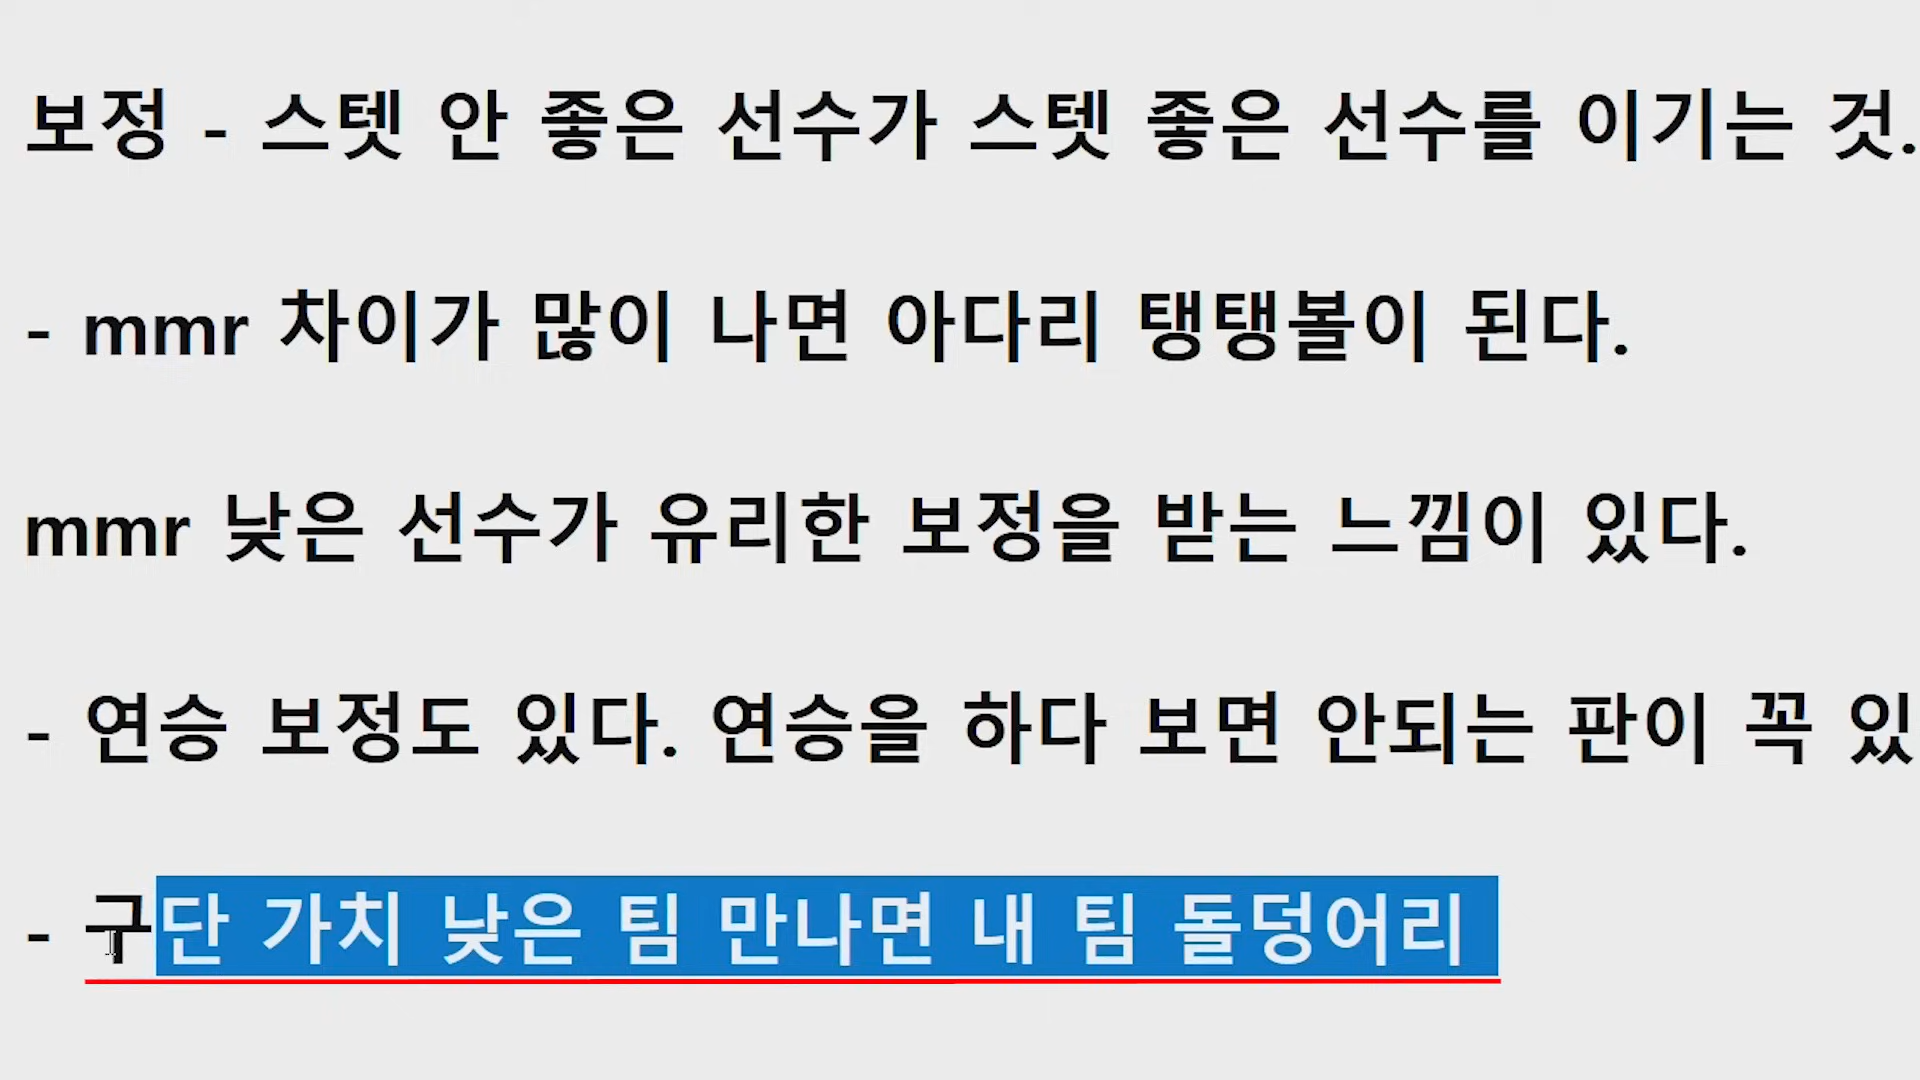 보정 - 스텟 안 좋은 선수가 스텟 좋은 선수를 이기는 것.
- mmr 차이가 많이 나면 아다리 탱탱볼이 된다.
mmr 낮은 선수가 유리한 보정을 받는 느낌이 있다.
- 연승 보정도 있다. 연승을 하다 보면 안되는 판이 꼭 있
- 구단 가치 낮은 팀 만나면 내 팀 돌덩어리